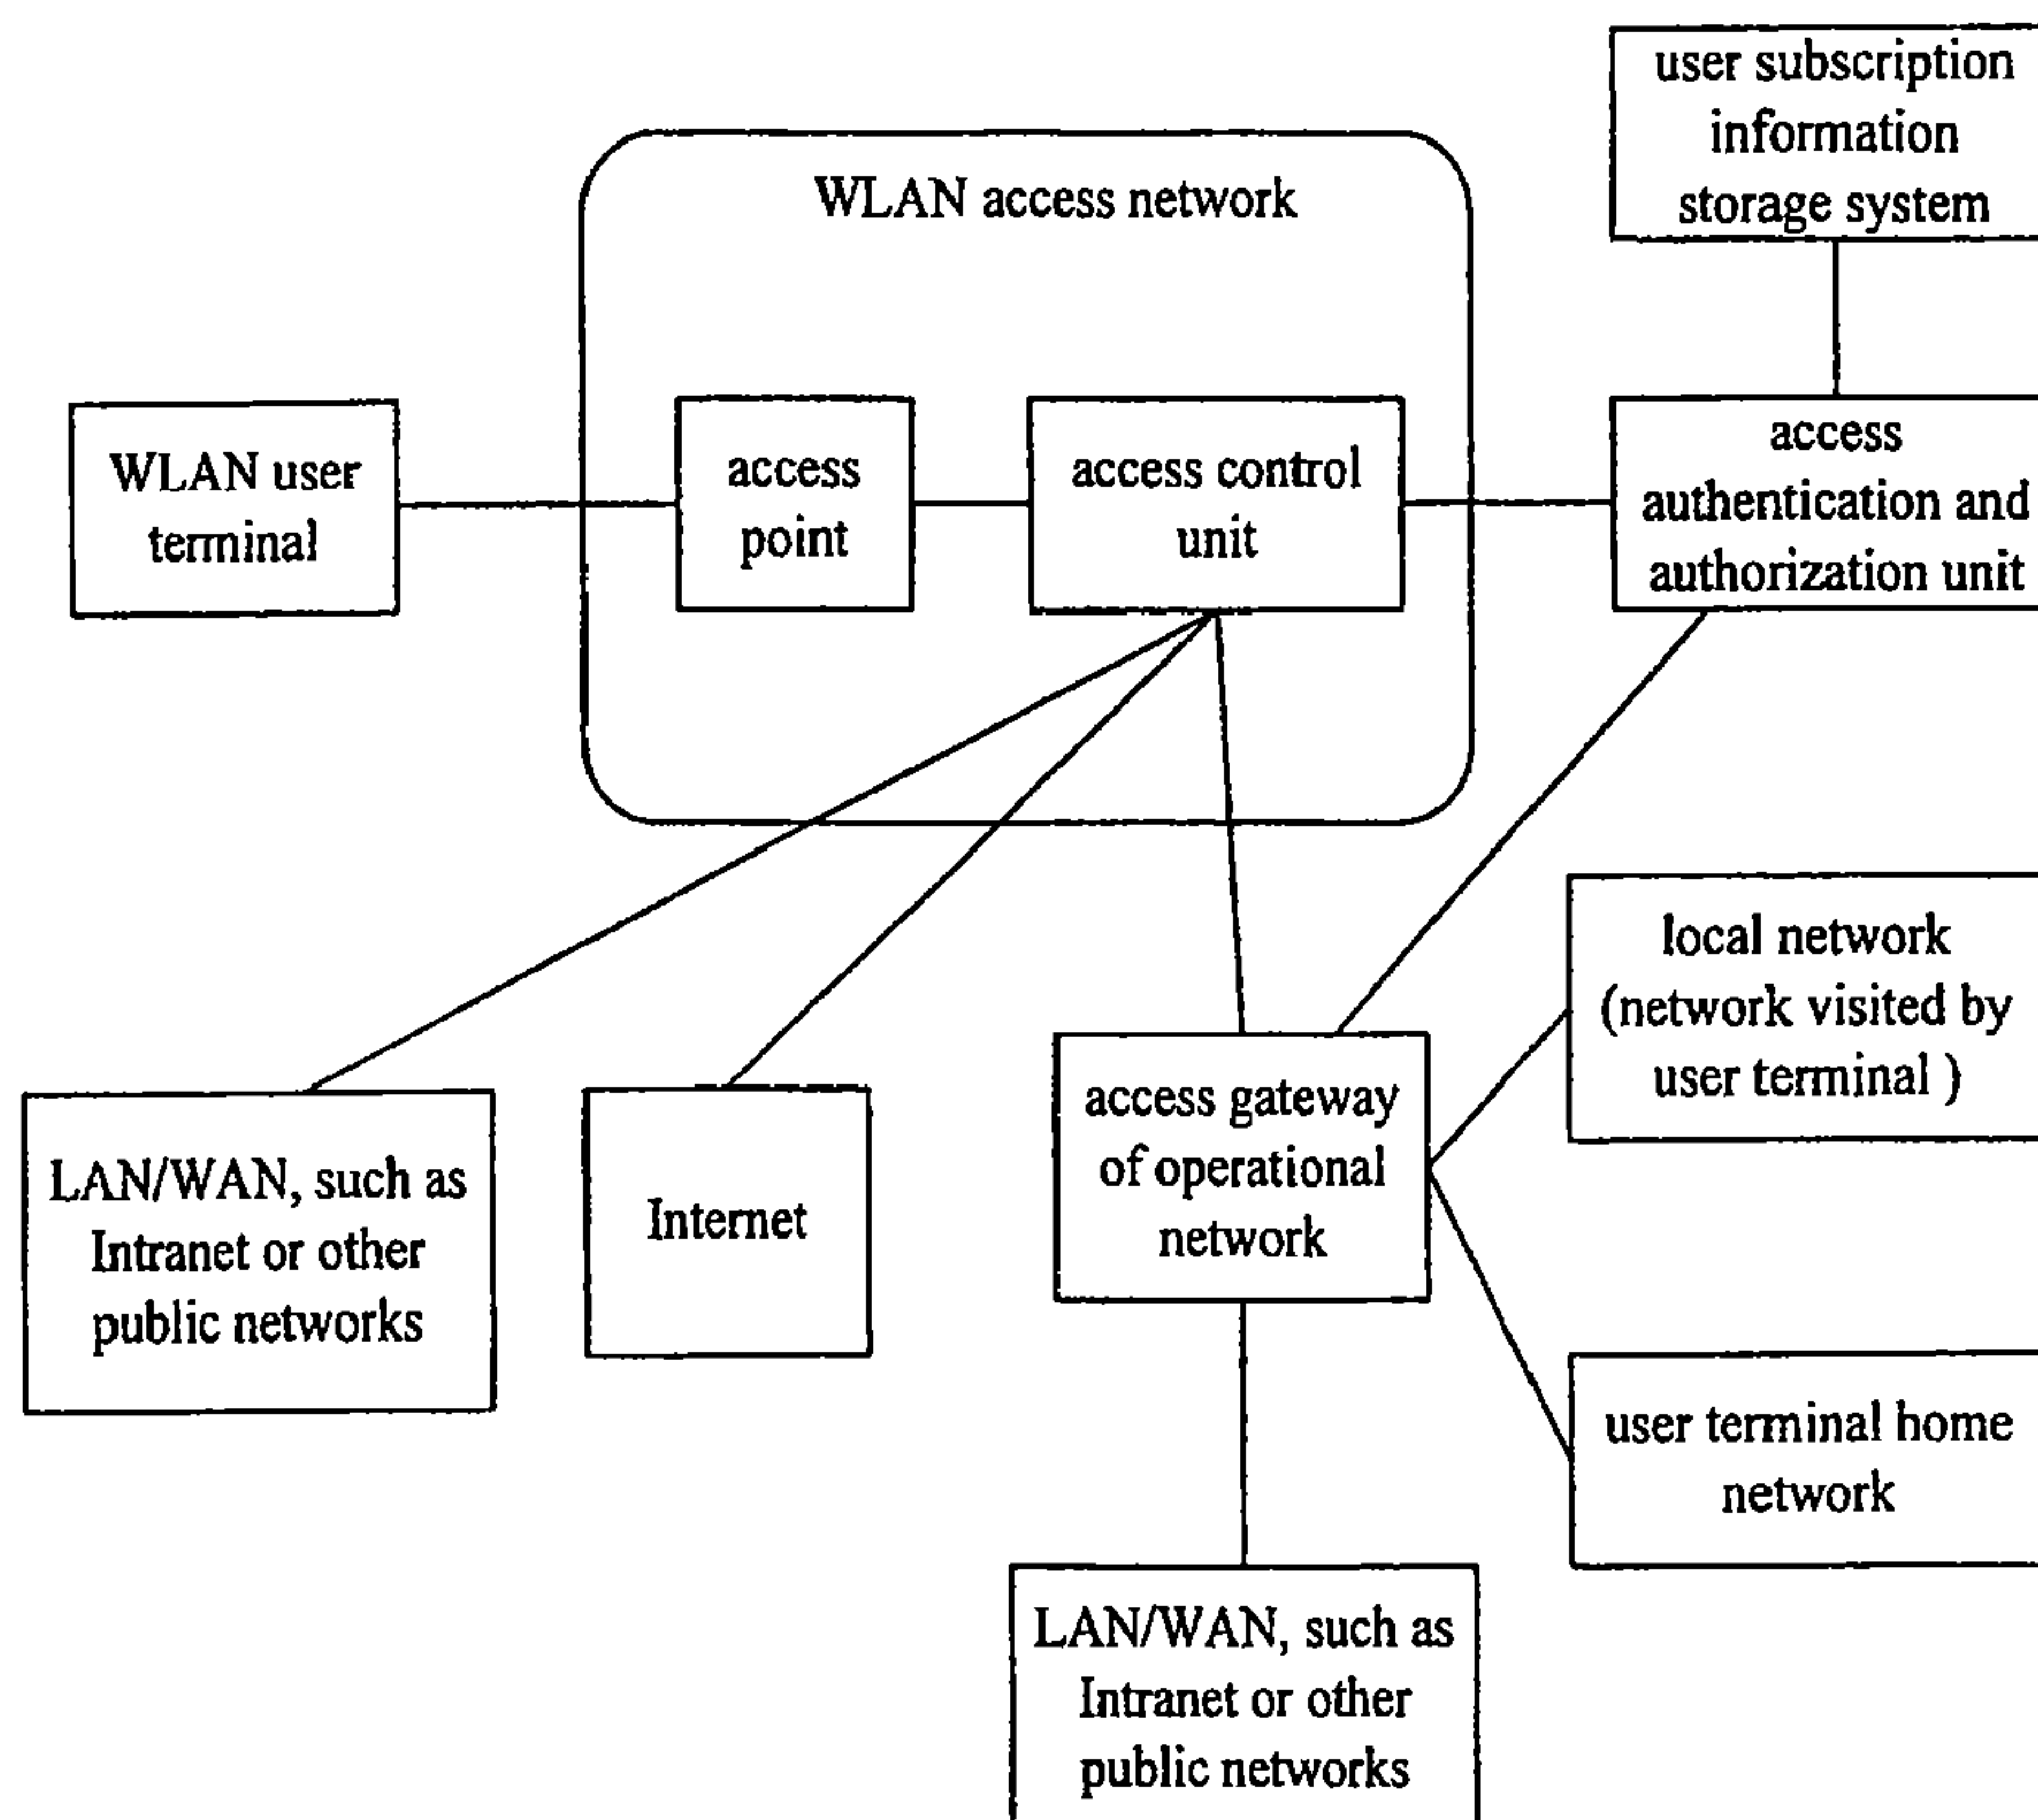 user subscription
information
storage system
WLAN access network
WLAN user
terminal
access
point
access control
unit
access
authentication and
authorization unit
local network
(network visited by
user terminal )
access gateway
of operational
network
LAN/WAN, such as
Intranet or other
public networks
Internet
user terminal home
network
LAN/WAN, such as
Intranet or other
public networks